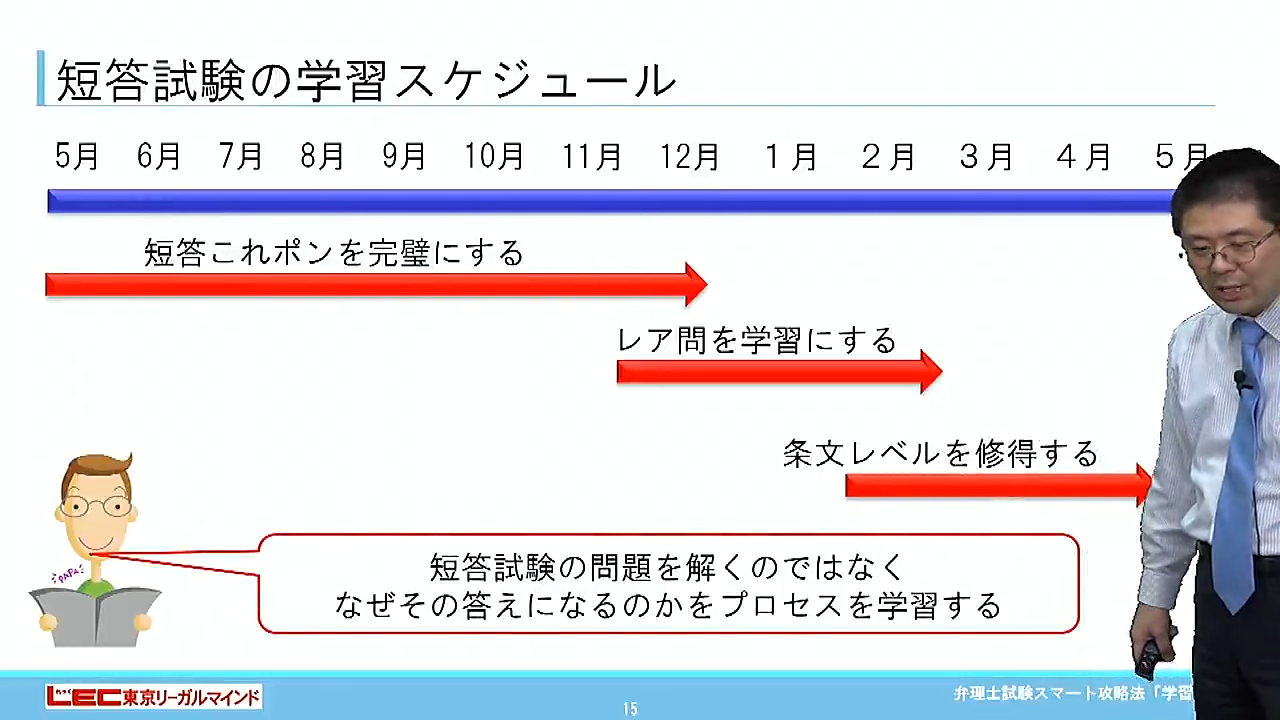 短答試験の学習スケジュール
5月 6月 7月 8月 9月 10月 11月 12月 1月 2月 3月 4月 5月
短答これポンを完璧にする
レア問を学習にする
条文レベルを修得する
PAPA
短答試験の問題を解くのではなく
なぜその答えになるのかをプロセスを学習する
LEC東京リーガルマインド
15
弁理士試験スマート攻略法「学習